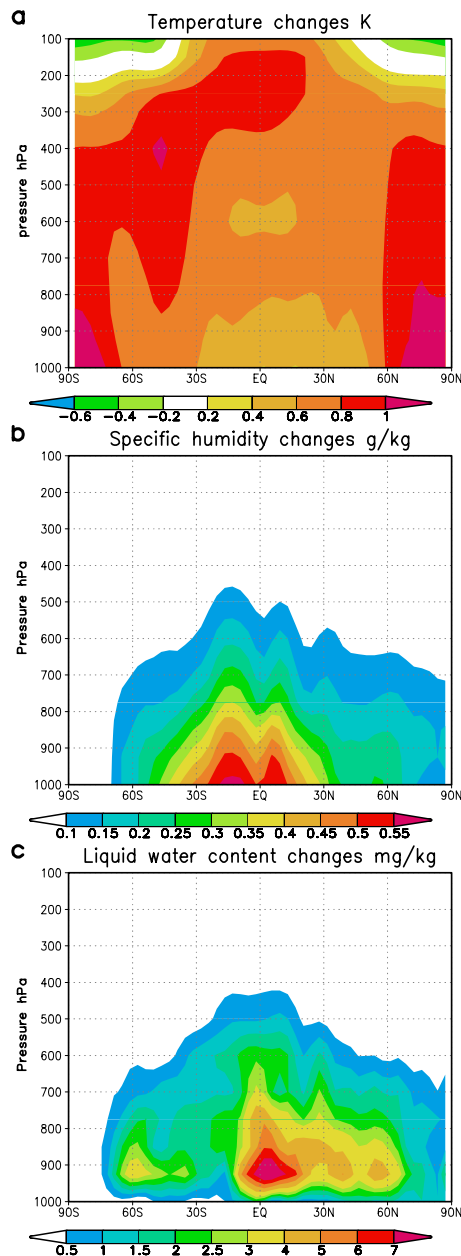 a
Temperature changes K
pressure hPa
100
200
300
400
500
600
700
800
900
1000
90S 60S 30S EQ 30N 60N 90N
−0.6 −0.4 −0.2 0.2 0.4 0.6 0.8 1
b
Specific humidity changes g/kg
Pressure hPa
100
200
300
400
500
600
700
800
900
1000
90S 60S 30S EQ 30N 60N 90N
0.1 0.15 0.2 0.25 0.3 0.35 0.4 0.45 0.5 0.55
c
Liquid water content changes mg/kg
Pressure hPa
100
200
300
400
500
600
700
800
900
1000
90S 60S 30S EQ 30N 60N 90N
0.5 1 1.5 2 2.5 3 4 5 6 7